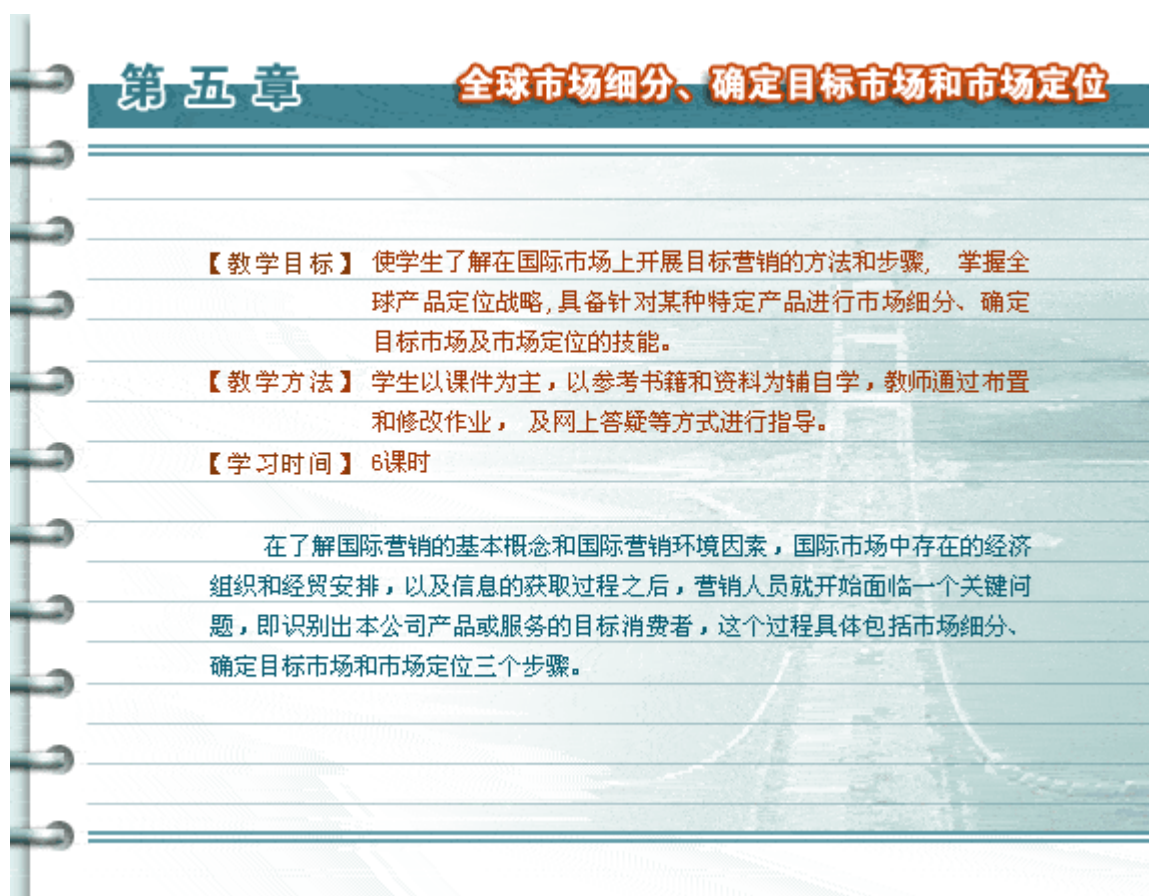 第五章 全球市场细分、确定目标市场和市场定位
【教学目标】 使学生了解在国际市场上开展目标营销的方法和步骤, 掌握全
球产品定位战略,具备针对某种特定产品进行市场细分、确定
目标市场及市场定位的技能。
【教学方法】 学生以课件为主，以参考书籍和资料为辅自学，教师通过布置
和修改作业， 及网上答疑等方式进行指导。
【学习时间】 6课时
在了解国际营销的基本概念和国际营销环境因素，国际市场中存在的经济
组织和经贸安排，以及信息的获取过程之后，营销人员就开始面临一个关键问
题，即识别出本公司产品或服务的目标消费者，这个过程具体包括市场细分、
确定目标市场和市场定位三个步骤。